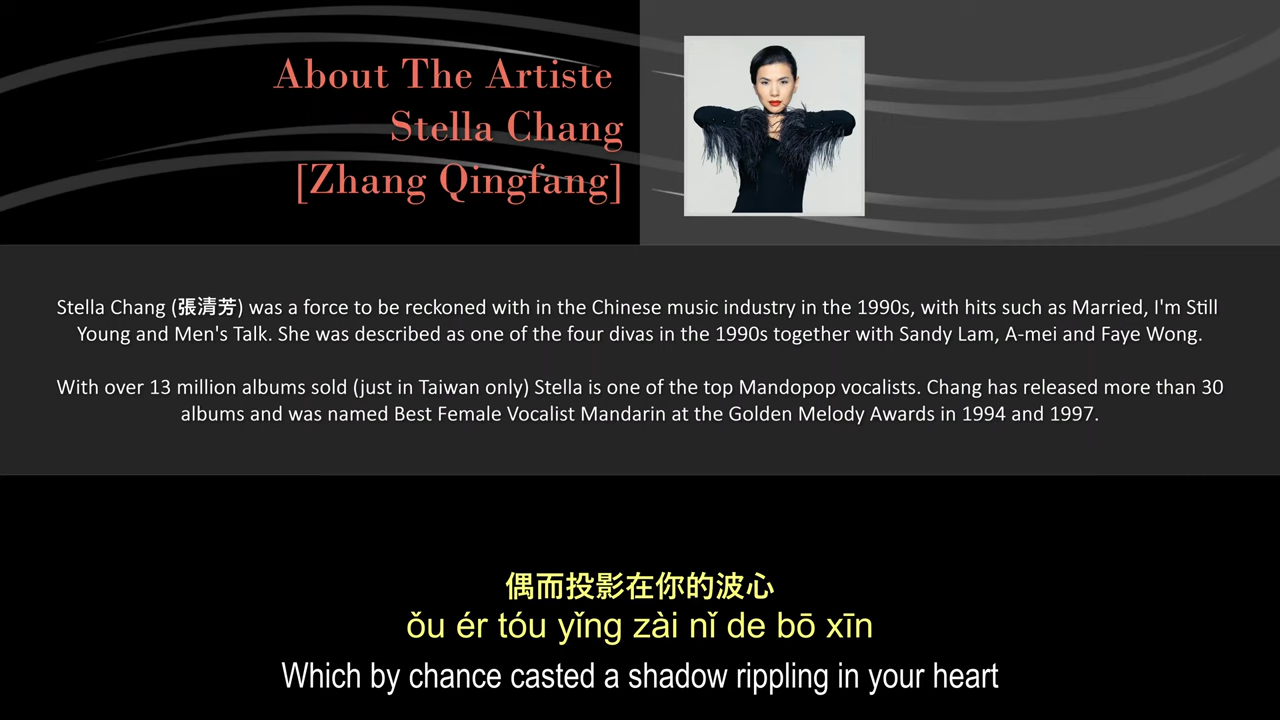 About The Artiste
Stella Chang
[Zhang Qingfang]
Stella Chang (張清芳) was a force to be reckoned with in the Chinese music industry in the 1990s, with hits such as Married, I'm Still
Young and Men's Talk. She was described as one of the four divas in the 1990s together with Sandy Lam, A-mei and Faye Wong.
With over 13 million albums sold (just in Taiwan only) Stella is one of the top Mandopop vocalists. Chang has released more than 30
albums and was named Best Female Vocalist Mandarin at the Golden Melody Awards in 1994 and 1997.
偶而投影在你的波心
ǒu ér tóu yǐng zài nǐ de bō xīn
Which by chance casted a shadow rippling in your heart